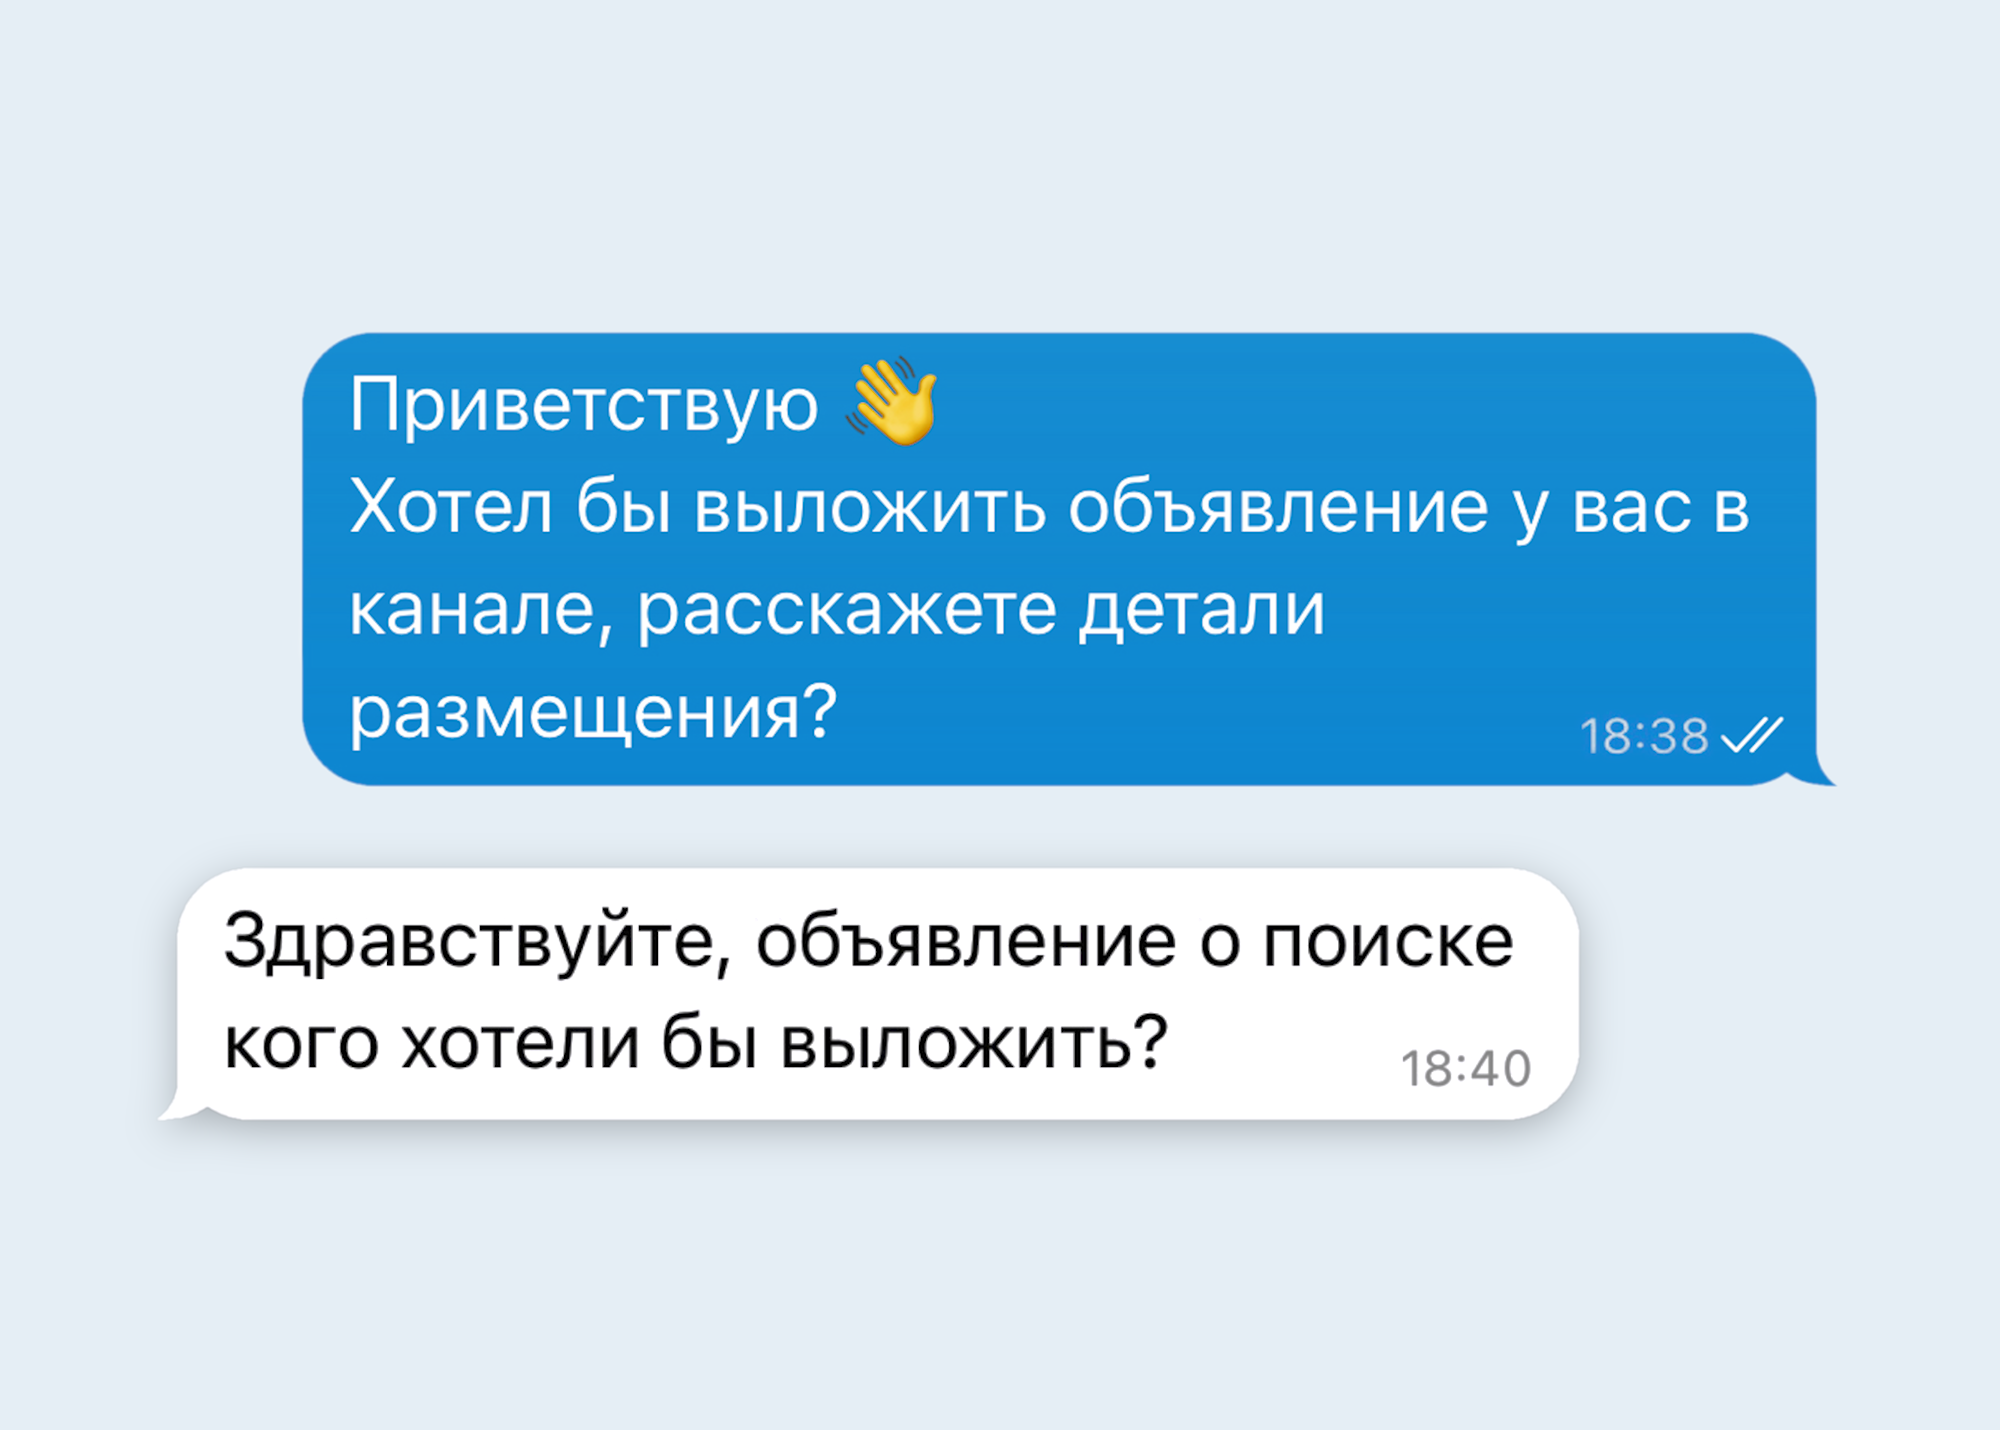 Приветствую 👋
Хотел бы выложить объявление у вас в
канале, расскажете детали
размещения?
18:38
Здравствуйте, объявление о поиске
кого хотели бы выложить?
18:40